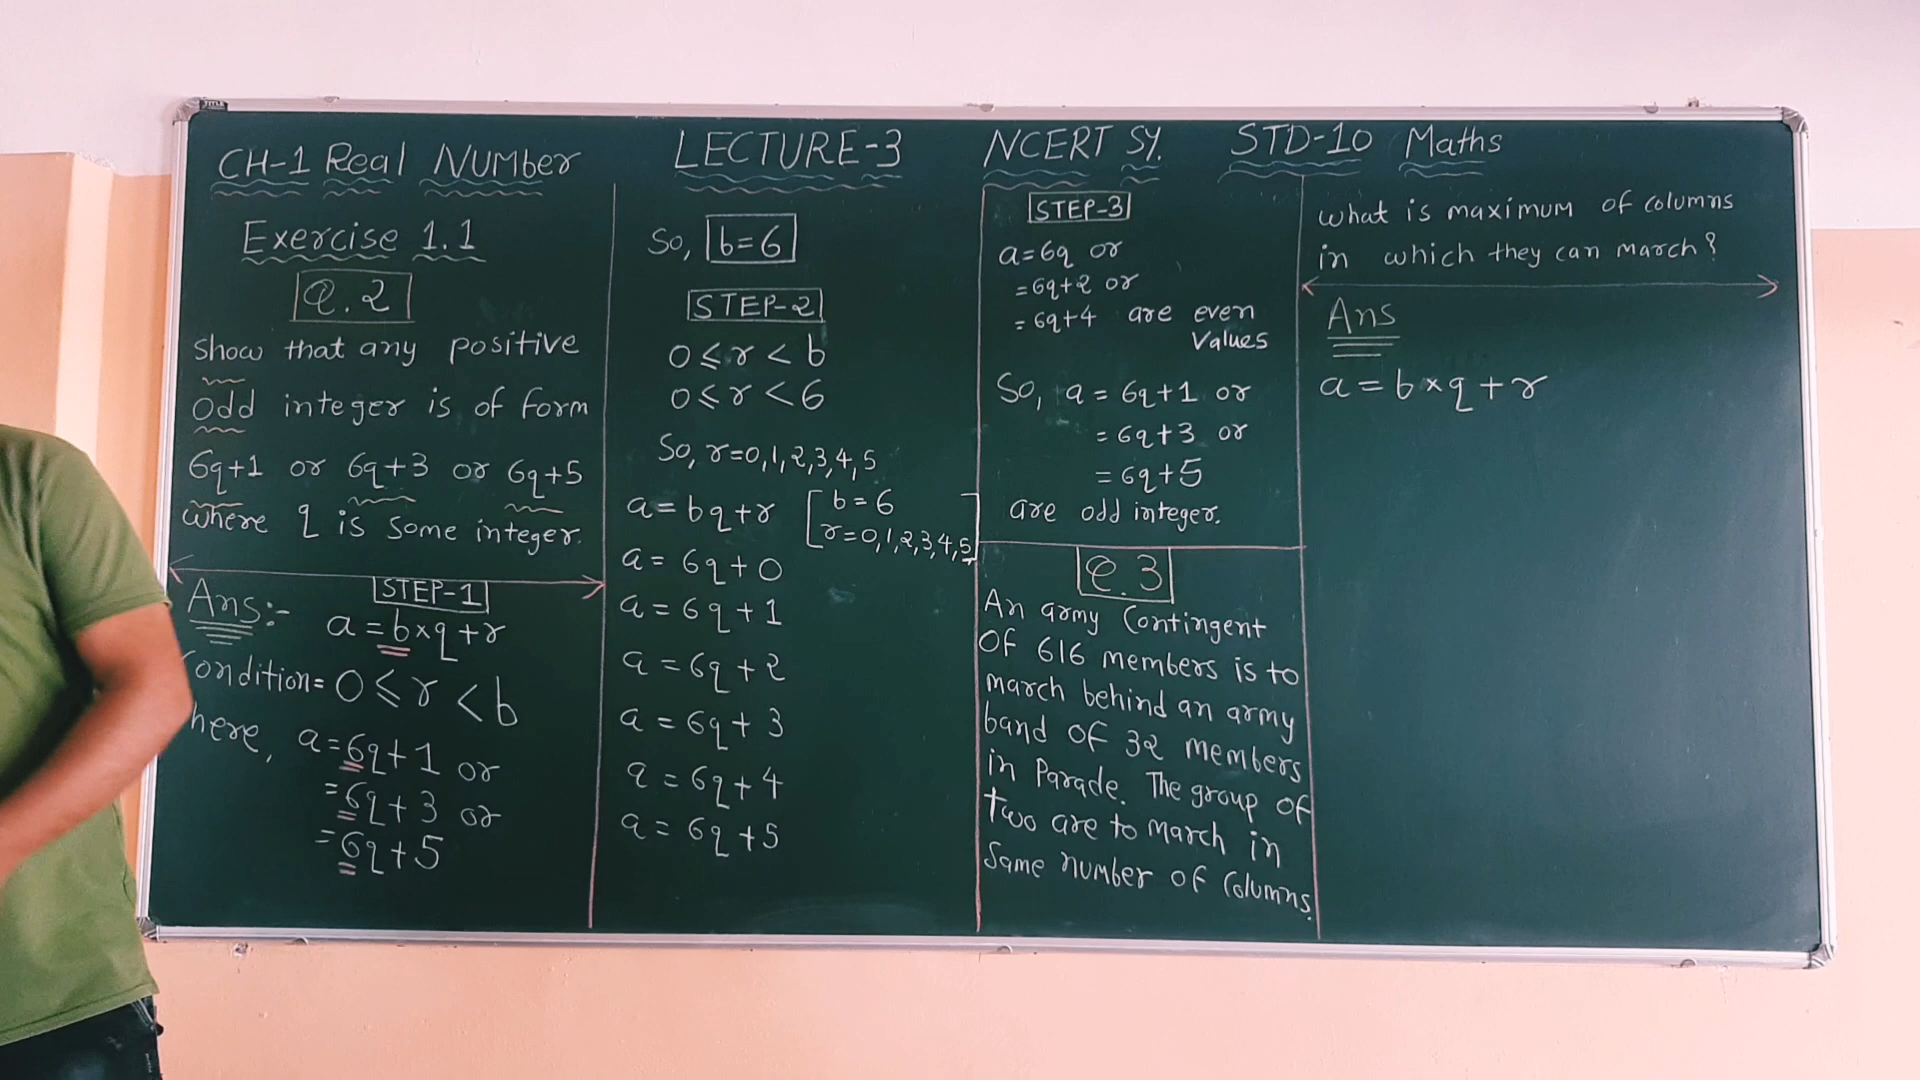 CH-1 Real NUMber
LECTURE-3
NCERT SY.
STD-10 Maths
Exercise 1.1
Q.2
Show that any positive
odd integer is of form
6q+1 or 6q+3 or 6q+5
where q is some integer.
Ans:-
STEP-1
a = b×q+r
Condition= 0 ≤ r < b
here, a=6q+1 or
=6q+3 or
=6q+5
So, b=6
STEP-2
0 ≤ r < b
0 ≤ r < 6
So, r=0,1,2,3,4,5
a=bq+r [b=6
r=0,1,2,3,4,5]
a = 6q+0
a = 6q+1
a = 6q+2
a = 6q+3
a = 6q+4
a = 6q+5
STEP-3
a=6q or
=6q+2 or
=6q+4 are even
Values
So, a = 6q+1 or
= 6q+3 or
= 6q+5
are odd integer.
Q.3
An army Contingent
Of 616 members is to
march behind an army
band of 32 members
in Parade. The group of
two are to march in
Same number of Columns.
what is maximum of columns
in which they can march?
Ans
a = b×q+r